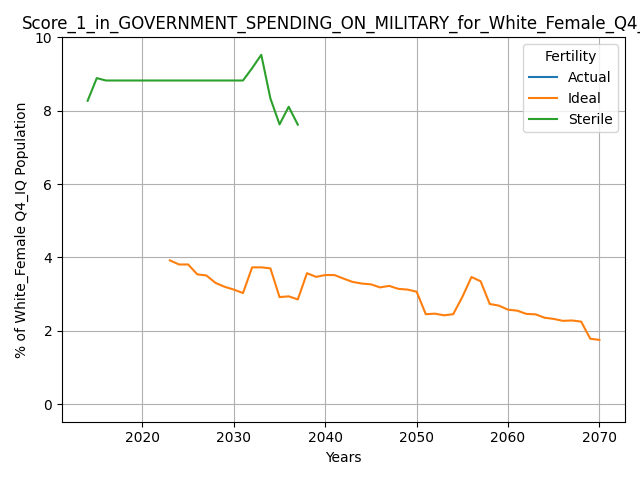 Score_1_in_GOVERNMENT_SPENDING_ON_MILITARY_for_White_Female_Q4_
10
8
6
4
2
0
% of White_Female Q4_IQ Population
Fertility
Actual
Ideal
Sterile
2020 2030 2040 2050 2060 2070
Years